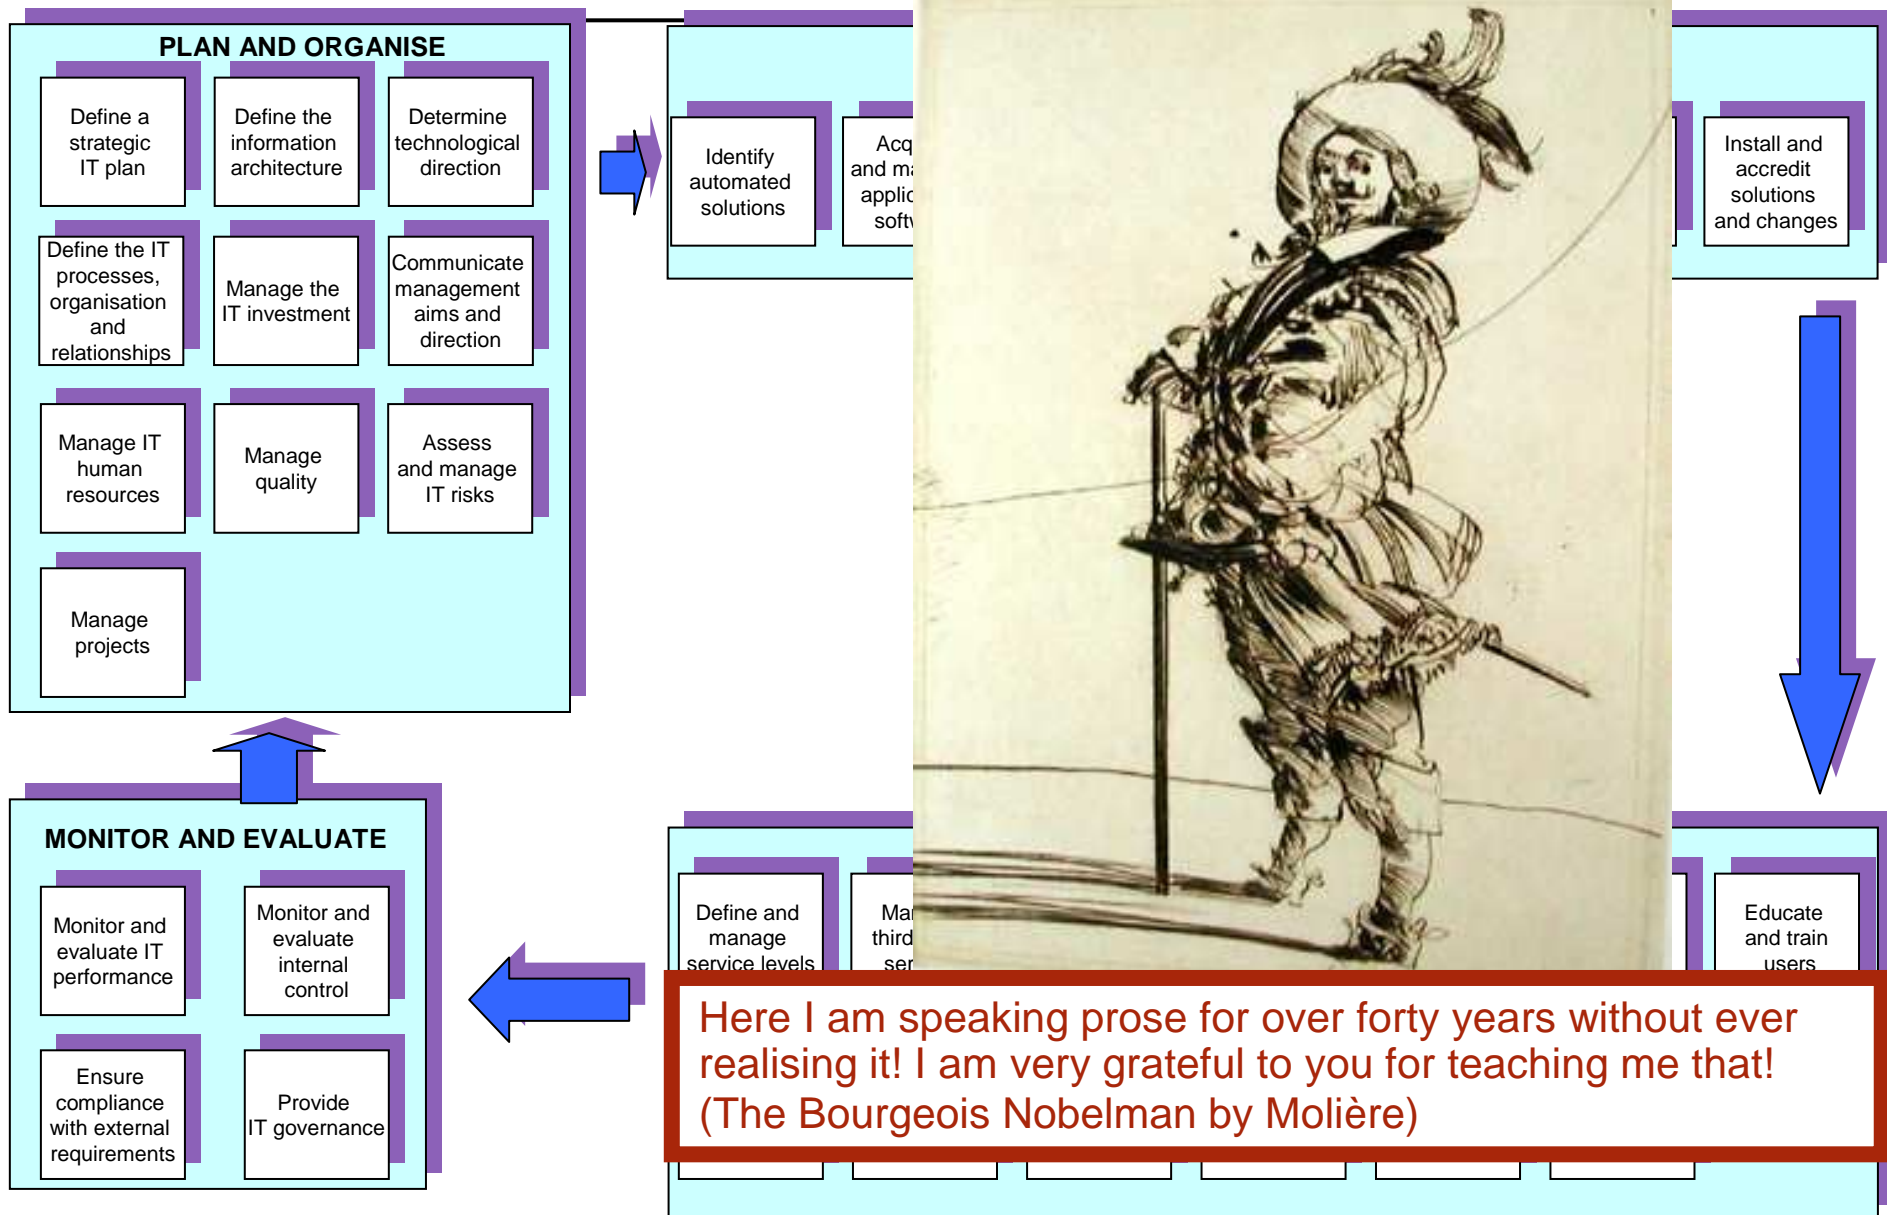 PLAN AND ORGANISE
Define a
strategic
IT plan
Define the
information
architecture
Determine
technological
direction
Define the IT
processes,
organisation
and
relationships
Manage the
IT investment
Communicate
management
aims and
direction
Manage IT
human
resources
Manage
quality
Assess
and manage
IT risks
Manage
projects
Identify
automated
solutions
and
Install and
accredit
solutions
and changes
MONITOR AND EVALUATE
Monitor and
evaluate IT
performance
Monitor and
evaluate
internal
control
Ensure
compliance
with external
requirements
Provide
IT governance
Define and
manage
service levels
Educate
and train
users
Here I am speaking prose for over forty years without ever
realising it! I am very grateful to you for teaching me that!
(The Bourgeois Nobelman by Molière)